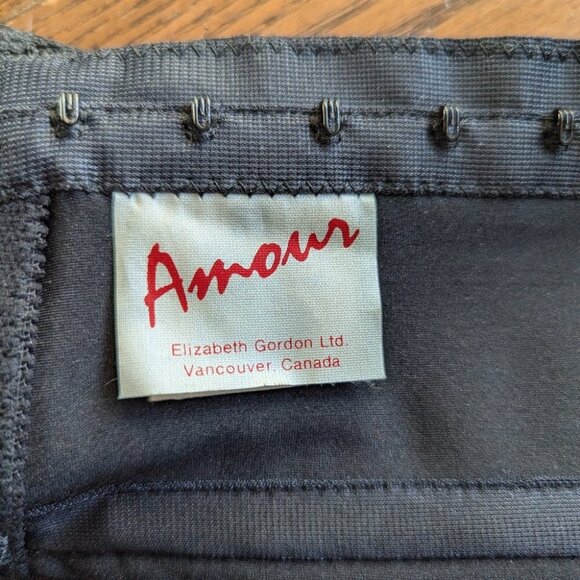 Amour
Elizabeth Gordon Ltd.
Vancouver, Canada